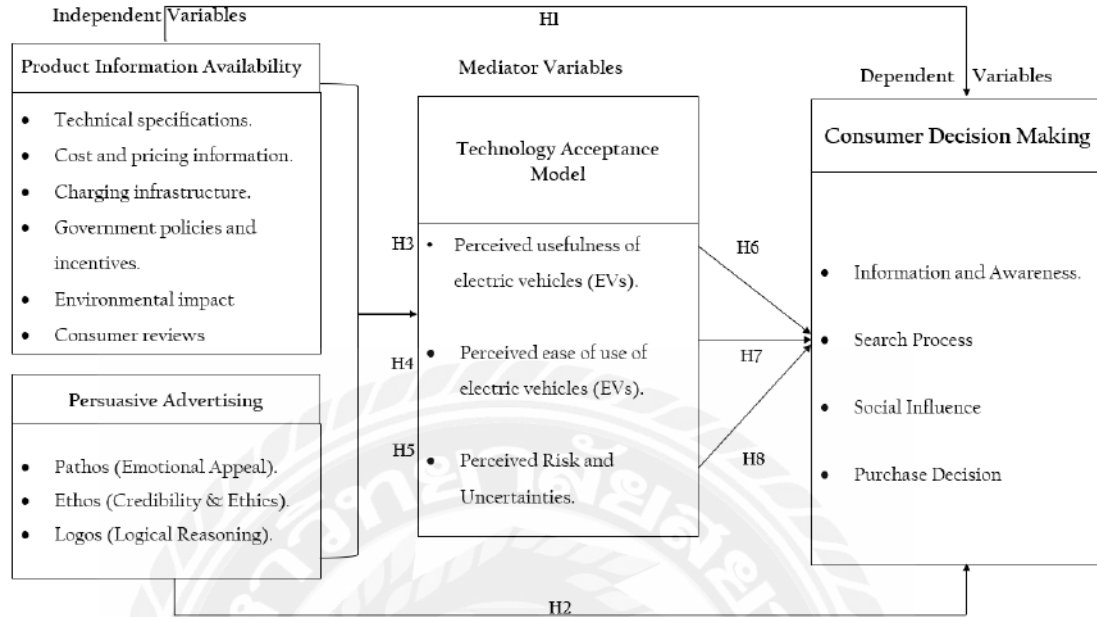 Independent Variables
H1
Product Information Availability
• Technical specifications.
• Cost and pricing information.
• Charging infrastructure.
• Government policies and
incentives.
• Environmental impact
• Consumer reviews
Persuasive Advertising
• Pathos (Emotional Appeal).
• Ethos (Credibility & Ethics).
• Logos (Logical Reasoning).
Mediator Variables
Technology Acceptance
Model
H3
• Perceived usefulness of
electric vehicles (EVs).
H4
• Perceived ease of use of
electric vehicles (EVs).
H5
• Perceived Risk and
Uncertainties.
H6
H7
H8
Dependent Variables
Consumer Decision Making
• Information and Awareness.
• Search Process
• Social Influence
• Purchase Decision
H2